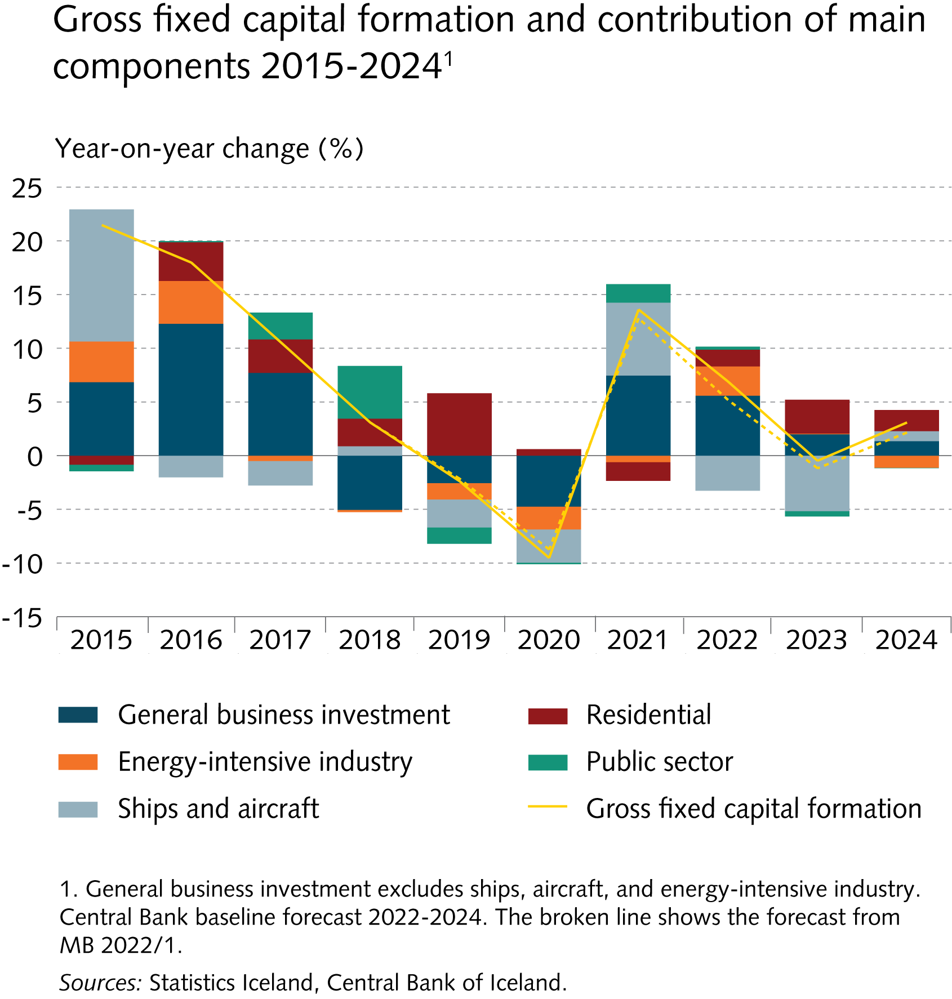 Gross fixed capital formation and contribution of main
components 2015-2024¹
Year-on-year change (%)
25
20
15
10
5
0
-5
-10
-15
2015 2016 2017 2018 2019 2020 2021 2022 2023 2024
General business investment
Residential
Energy-intensive industry
Public sector
Ships and aircraft
Gross fixed capital formation
1. General business investment excludes ships, aircraft, and energy-intensive industry.
Central Bank baseline forecast 2022-2024. The broken line shows the forecast from
MB 2022/1.
Sources: Statistics Iceland, Central Bank of Iceland.